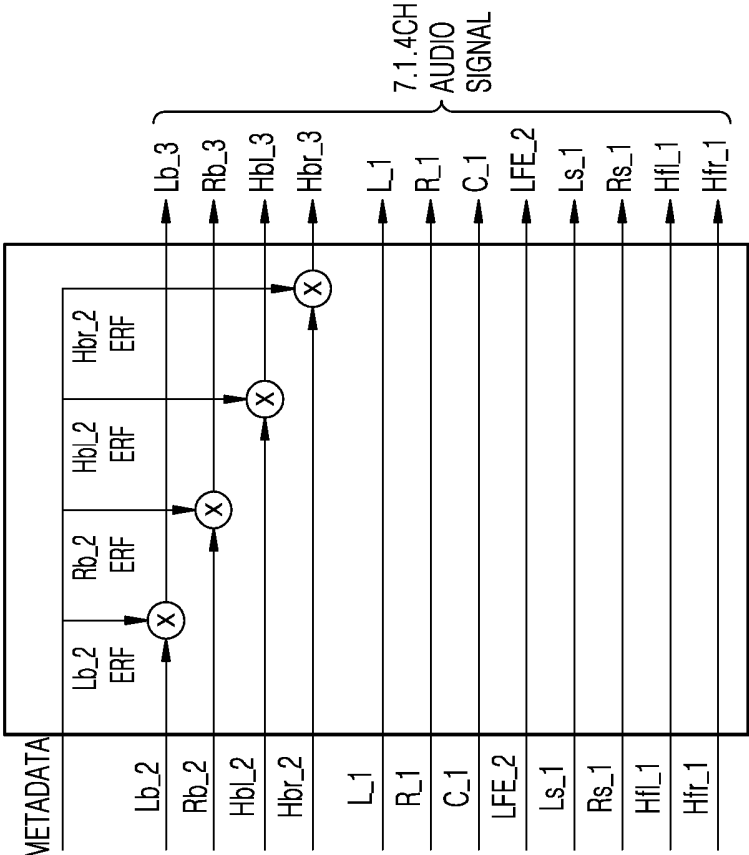 METADATA
Lb_2
Rb_2
Hbl_2
Hbr_2
L_1
R_1
C_1
LFE_2
Ls_1
Rs_1
Hfl_1
Hfr_1
Lb_2
ERF
Rb_2
ERF
Hbl_2
ERF
Hbr_2
ERF
X
X
X
X
Lb_3
Rb_3
Hbl_3
Hbr_3
L_1
R_1
C_1
LFE_2
Ls_1
Rs_1
Hfl_1
Hfr_1
7.1.4CH
AUDIO
SIGNAL